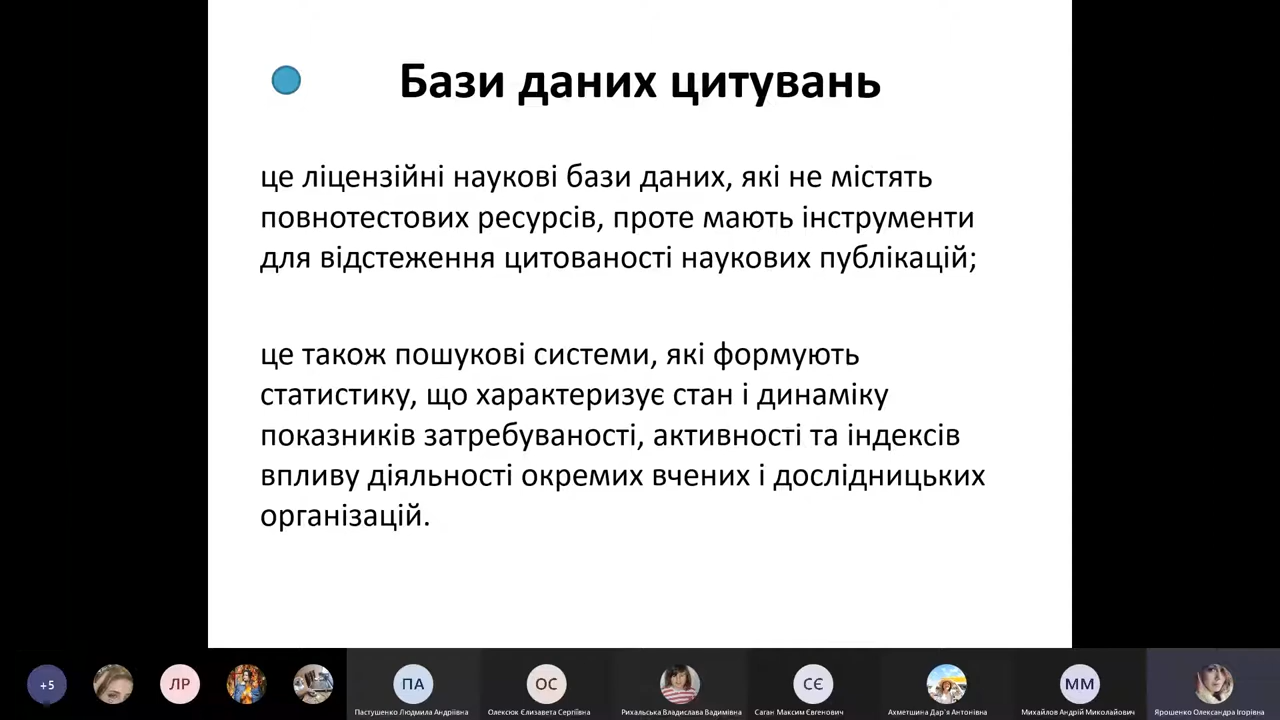 Бази даних цитувань
це ліцензійні наукові бази даних, які не містять
повнотестових ресурсів, проте мають інструменти
для відстеження цитованості наукових публікацій;
це також пошукові системи, які формують
статистику, що характеризує стан і динаміку
показників затребуваності, активності та індексів
впливу діяльності окремих вчених і дослідницьких
організацій.
+5
ЛР
ПА
ОС
СЄ
ММ
Пастушенко Людмила Андріївна
Олексюк Єлизавета Сергіївна
Рихальська Владислава Вадимівна
Саган Максим Євгенович
Ахметшина Дар`я Антонівна
Михайлов Андрій Миколайович
Ярошенко Олександра Ігорівна